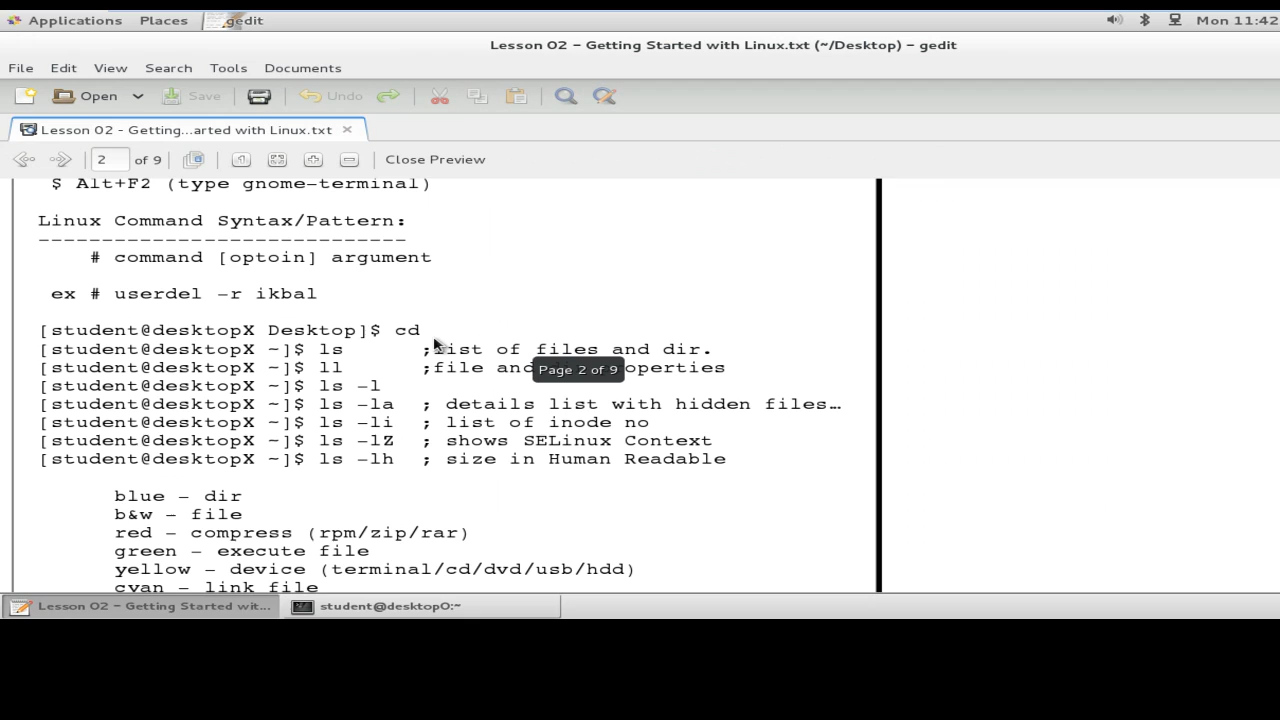 Applications Places gedit Mon 11:42
Lesson 02 - Getting Started with Linux.txt (~/Desktop) - gedit
File Edit View Search Tools Documents
Open Save Undo
Lesson 02 - Getting...arted with Linux.txt
2 of 9 Close Preview
$ Alt+F2 (type gnome-terminal)
Linux Command Syntax/Pattern:
-----------------------------
# command [optoin] argument
ex # userdel -r ikbal
[student@desktopX Desktop]$ cd
[student@desktopX ~]$ ls ;list of files and dir.
[student@desktopX ~]$ ll ;file and properties
Page 2 of 9
[student@desktopX ~]$ ls -l
[student@desktopX ~]$ ls -la ; details list with hidden files…
[student@desktopX ~]$ ls -li ; list of inode no
[student@desktopX ~]$ ls -lZ ; shows SELinux Context
[student@desktopX ~]$ ls -lh ; size in Human Readable
blue - dir
b&w - file
red - compress (rpm/zip/rar)
green - execute file
yellow - device (terminal/cd/dvd/usb/hdd)
cyan - link file
Lesson 02 - Getting Started wit... student@desktop0:~